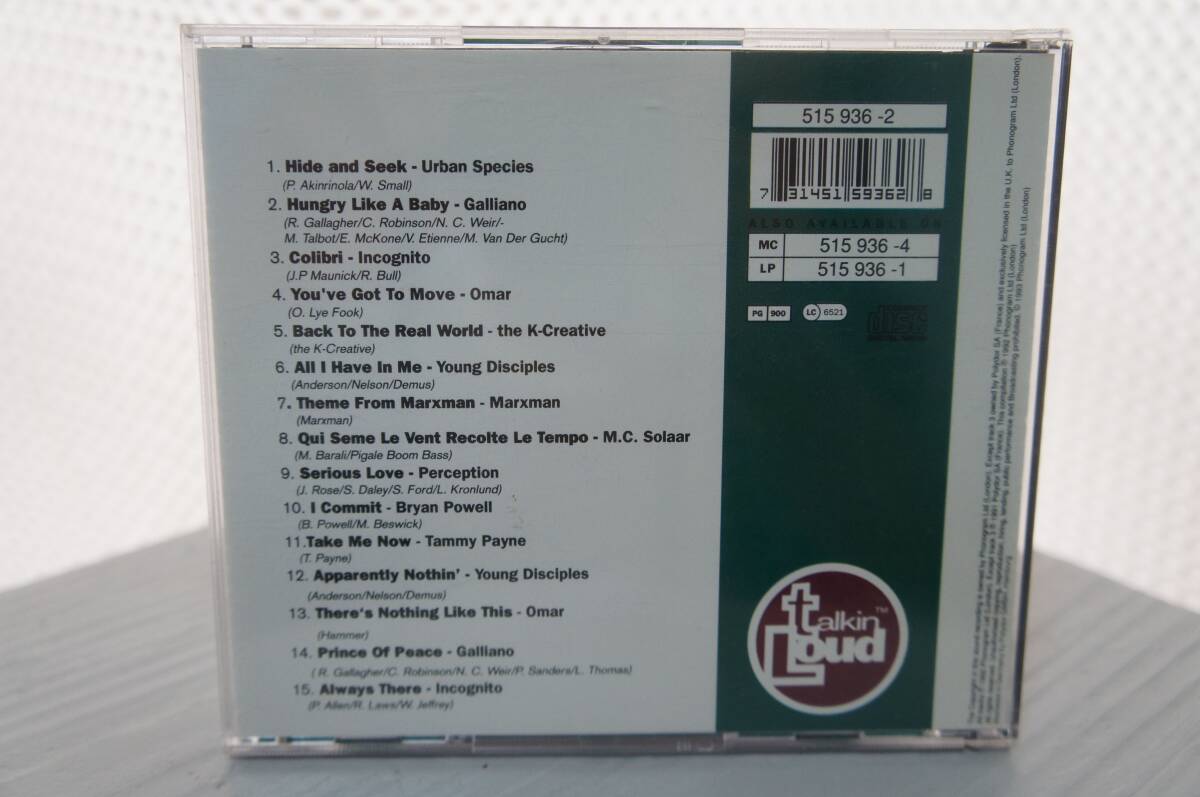 1. Hide and Seek - Urban Species
(P. Akinrinola/W. Small)
2. Hungry Like A Baby - Galliano
(R. Gallagher/C. Robinson/N. C. Weir/-
M. Talbot/E. McKone/V. Etienne/M. Van Der Gucht)
3. Colibri - Incognito
(J.P Maunick/R. Bull)
4. You've Got To Move - Omar
(O. Lye Fook)
5. Back To The Real World - the K-Creative
(the K-Creative)
6. All I Have In Me - Young Disciples
(Anderson/Nelson/Demus)
7. Theme From Marxman - Marxman
(Marxman)
8. Qui Seme Le Vent Recolte Le Tempo - M.C. Solaar
(M. Barali/Pigale Boom Bass)
9. Serious Love - Perception
(J. Rose/S. Daley/S. Ford/L. Kronlund)
10. I Commit - Bryan Powell
(B. Powell/M. Beswick)
11.Take Me Now - Tammy Payne
(T. Payne)
12. Apparently Nothin' - Young Disciples
(Anderson/Nelson/Demus)
13. There's Nothing Like This - Omar
(Hammer)
14. Prince Of Peace - Galliano
( R. Gallagher/C. Robinson/N. C. Weir/P. Sanders/L. Thomas)
15. Always There - Incognito
(P. Allen/R. Laws/W. Jeffrey)
515 936 -2
7 31451 59362 8
ALSO AVAILABLE ON
MC 515 936 -4
LP 515 936 -1
PG 900 LC 6521
disc
talkin
Loud
TM